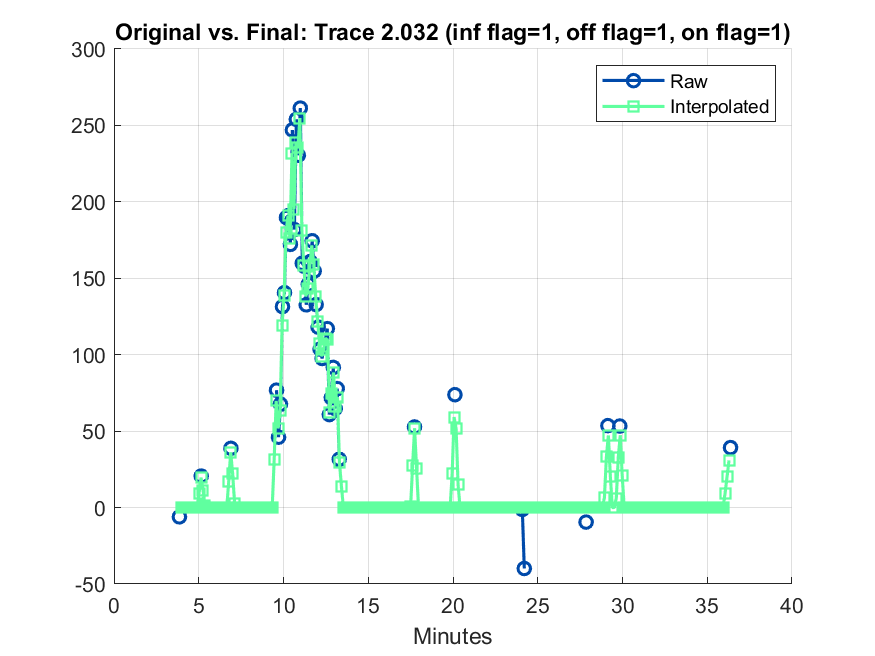 Original vs. Final: Trace 2.032 (inf flag=1, off flag=1, on flag=1)
300
250
200
150
100
50
0
-50
0 5 10 15 20 25 30 35 40
Minutes
Raw
Interpolated